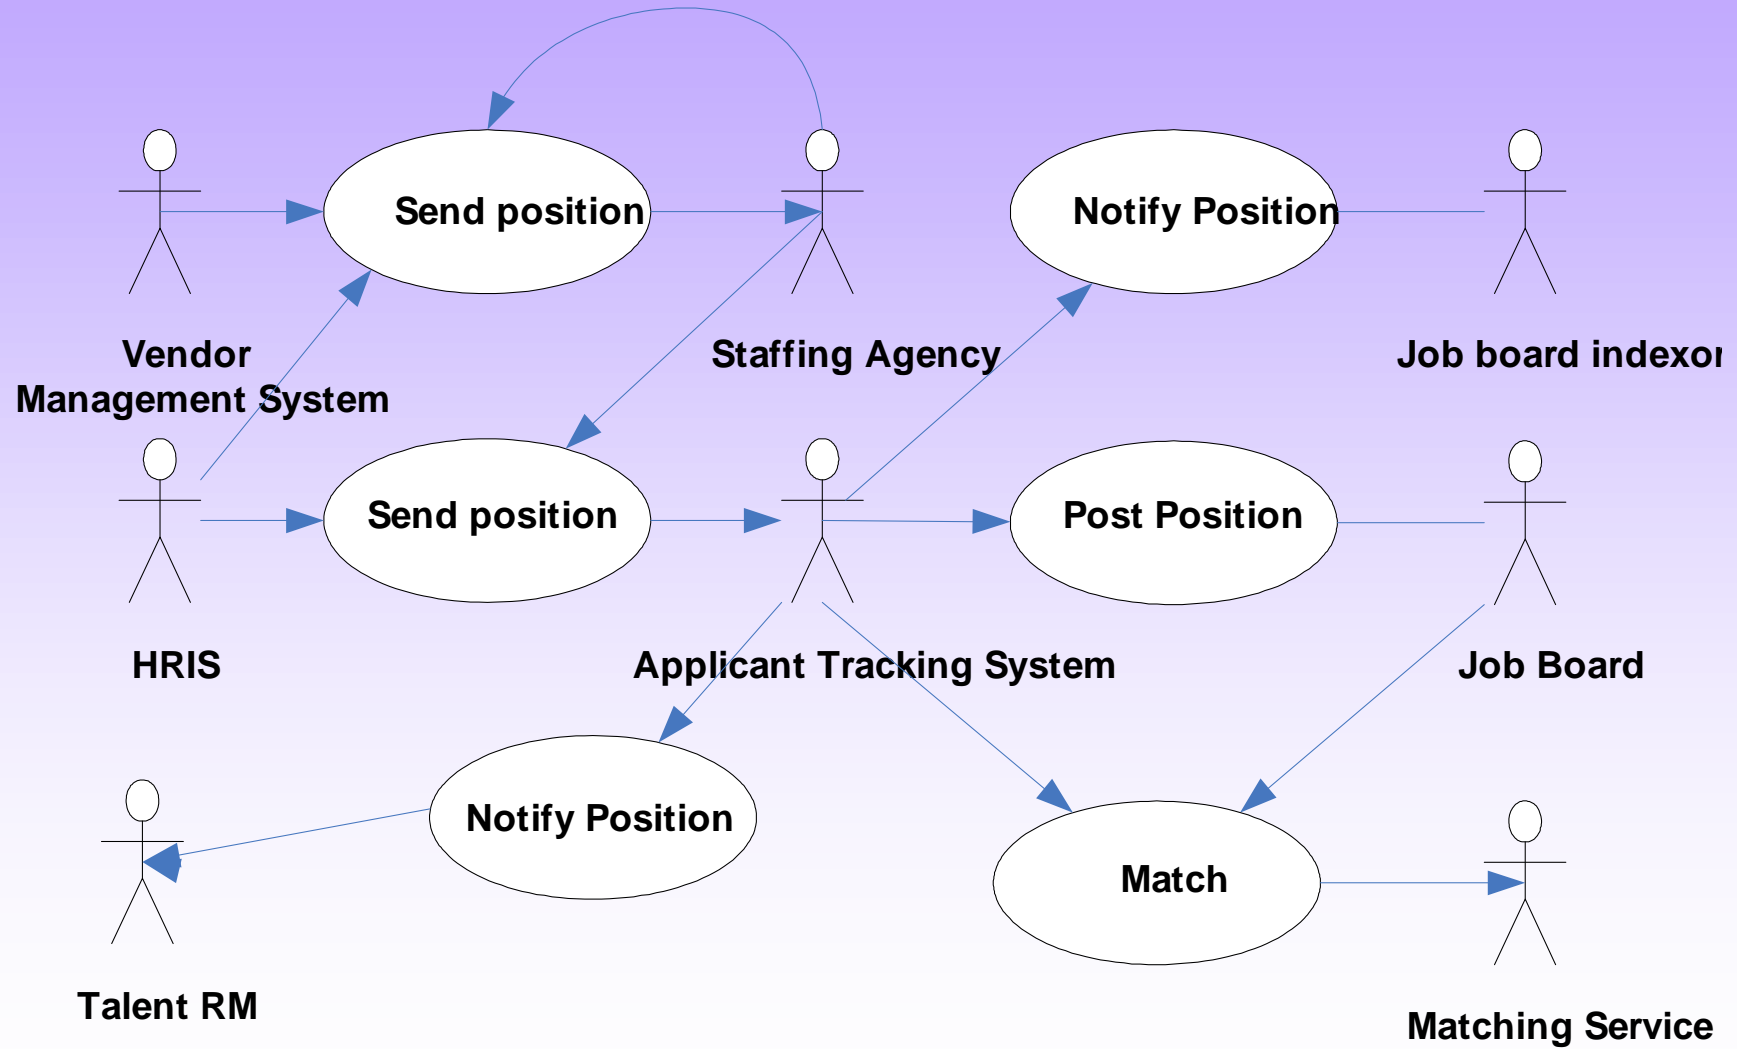 Send position
Notify Position
Vendor
Management System
Staffing Agency
Job board indexor
Send position
Post Position
HRIS
Applicant Tracking System
Job Board
Notify Position
Match
Talent RM
Matching Service